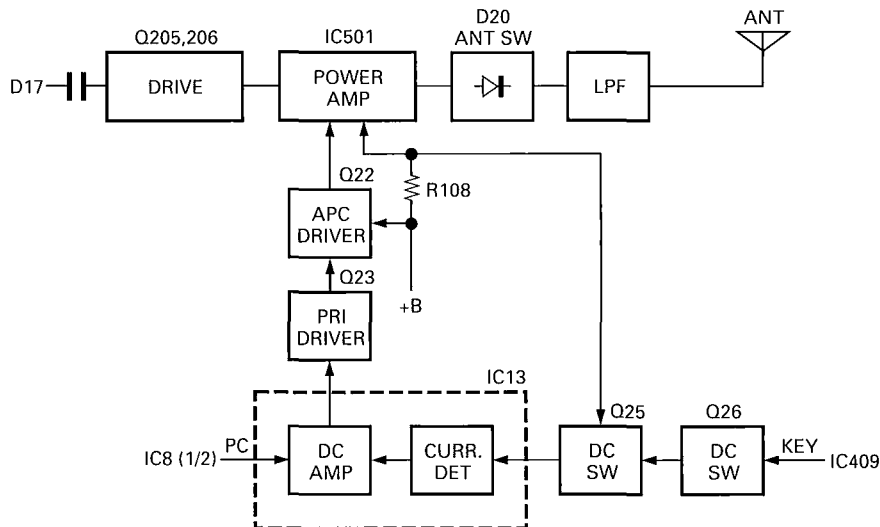 D17
Q205,206
DRIVE
IC501
POWER
AMP
D20
ANT SW
LPF
ANT
Q22
APC
DRIVER
R108
+B
Q23
PRI
DRIVER
IC13
IC8 (1/2)
PC
DC
AMP
CURR.
DET
Q25
DC
SW
Q26
DC
SW
KEY
IC409